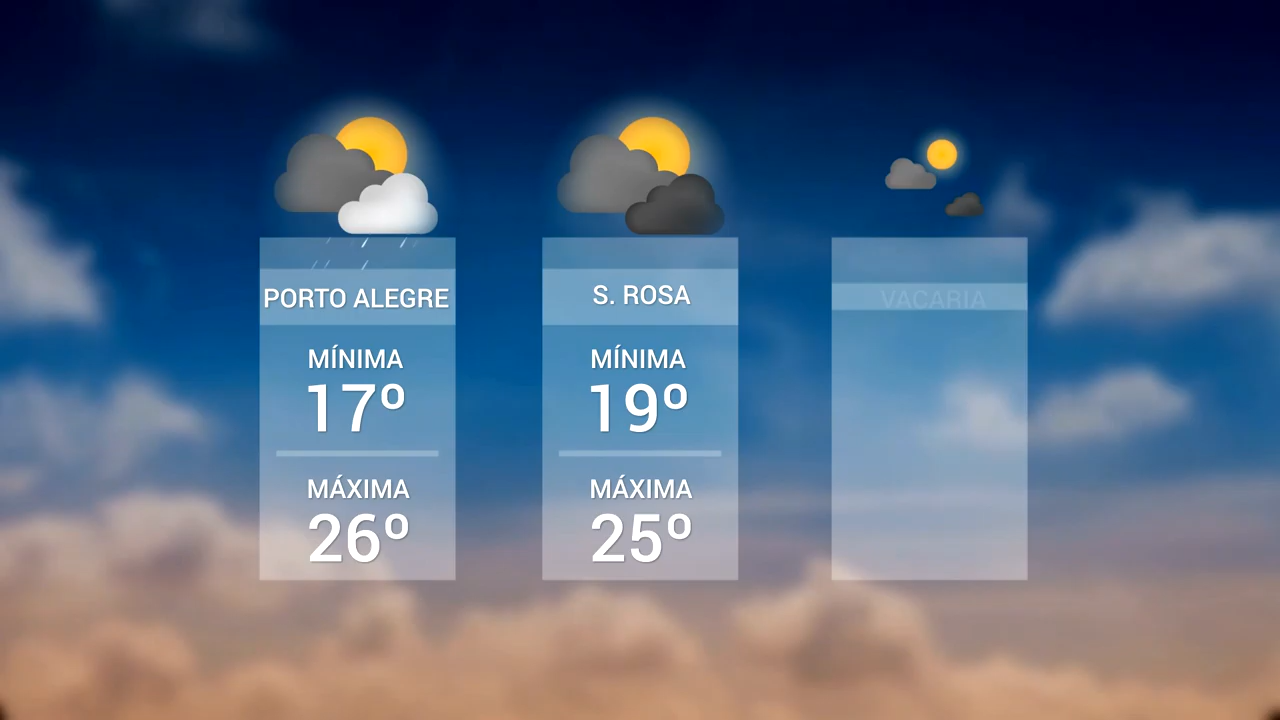 PORTO ALEGRE
MÍNIMA
17º
MÁXIMA
26º
S. ROSA
MÍNIMA
19º
MÁXIMA
25º
VACARIA